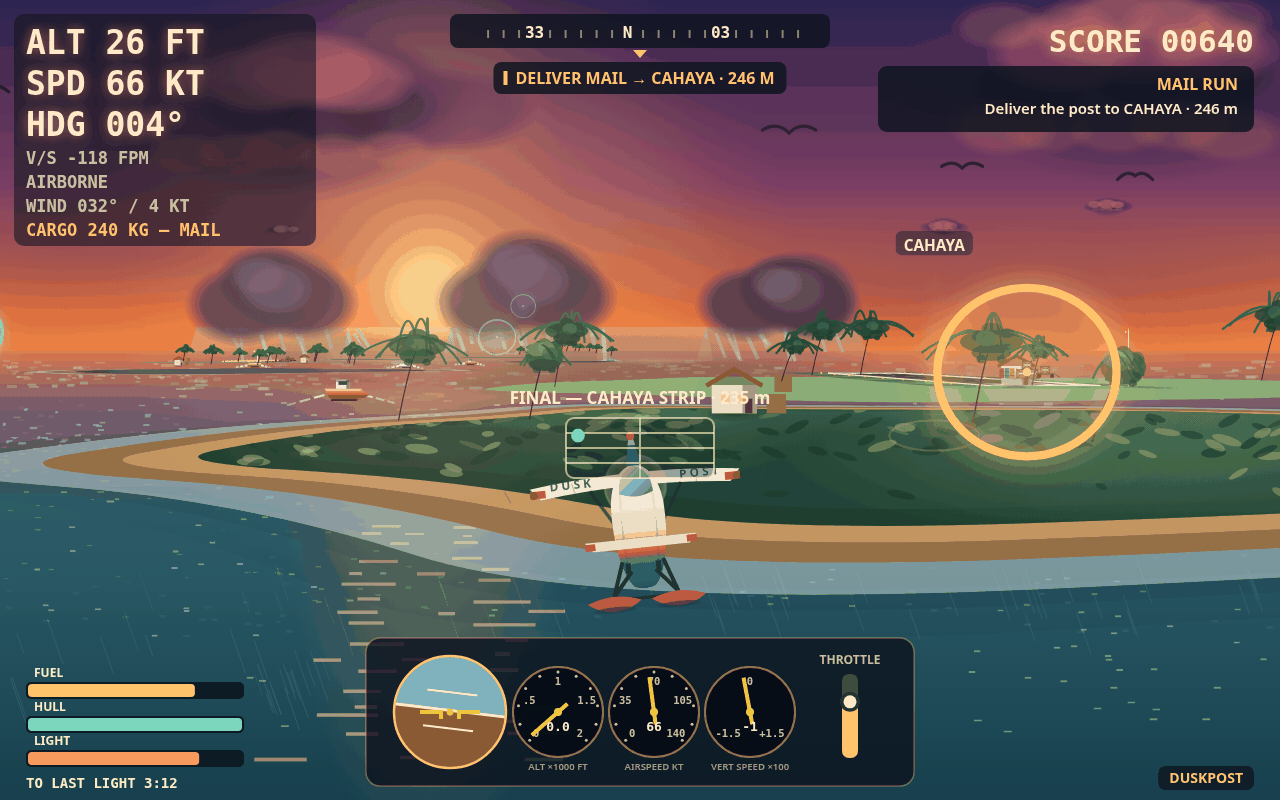 ALT 26 FT
SPD 66 KT
HDG 004°
V/S -118 FPM
AIRBORNE
WIND 032° / 4 KT
CARGO 240 KG — MAIL
33 N 03
DELIVER MAIL → CAHAYA · 246 M
SCORE 00640
MAIL RUN
Deliver the post to CAHAYA · 246 m
CAHAYA
FINAL — CAHAYA STRIP 235 m
DUSK POST
FUEL
HULL
LIGHT
TO LAST LIGHT 3:12
.5 1 1.5 2
0.0
ALT ×1000 FT
0 35 70 105 140
66
AIRSPEED KT
-1.5 0 +1.5
-1
VERT SPEED ×100
THROTTLE
DUSKPOST